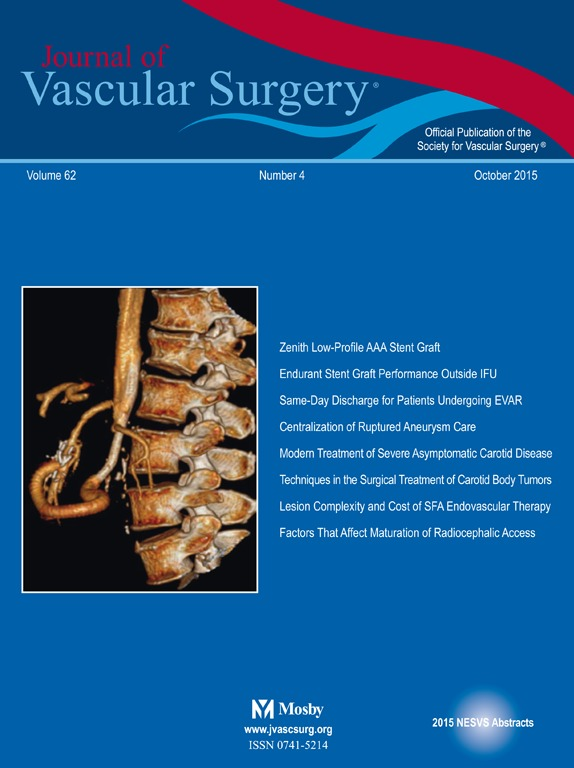 Journal of
Vascular Surgery®
Official Publication of the
Society for Vascular Surgery®
Volume 62 Number 4 October 2015
Zenith Low-Profile AAA Stent Graft
Endurant Stent Graft Performance Outside IFU
Same-Day Discharge for Patients Undergoing EVAR
Centralization of Ruptured Aneurysm Care
Modern Treatment of Severe Asymptomatic Carotid Disease
Techniques in the Surgical Treatment of Carotid Body Tumors
Lesion Complexity and Cost of SFA Endovascular Therapy
Factors That Affect Maturation of Radiocephalic Access
Mosby
www.jvascsurg.org
ISSN 0741-5214
2015 NESVS Abstracts